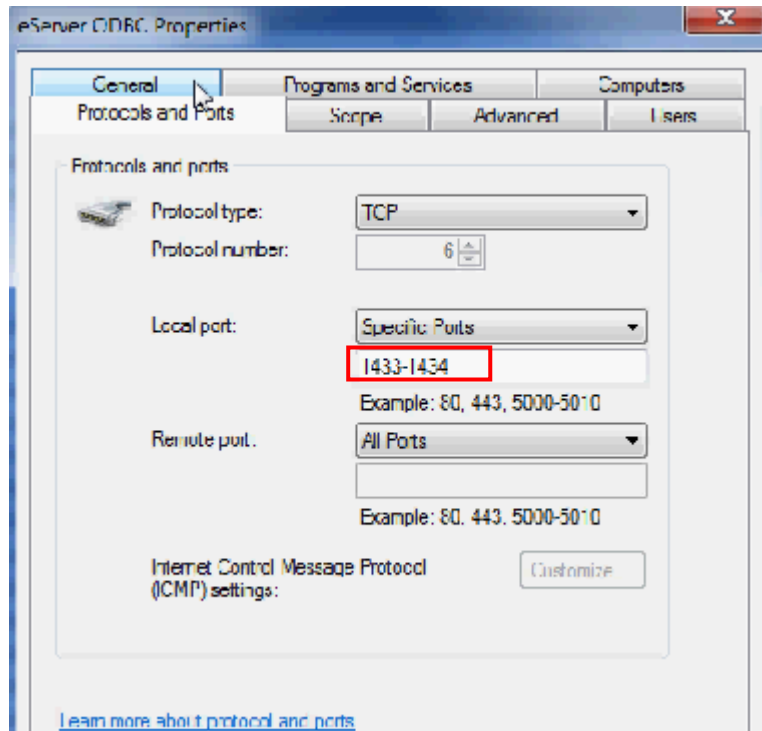 eServer ODBC Properties
General Programs and Services Computers
Protocols and Ports Scope Advanced Users
Protocols and ports
Protocol type: TCP
Protocol number: 6
Local port: Specific Ports
1433-1434
Example: 80, 443, 5000-5010
Remote port: All Ports
Example: 80, 443, 5000-5010
Internet Control Message Protocol Customize
(ICMP) settings:
Learn more about protocol and ports